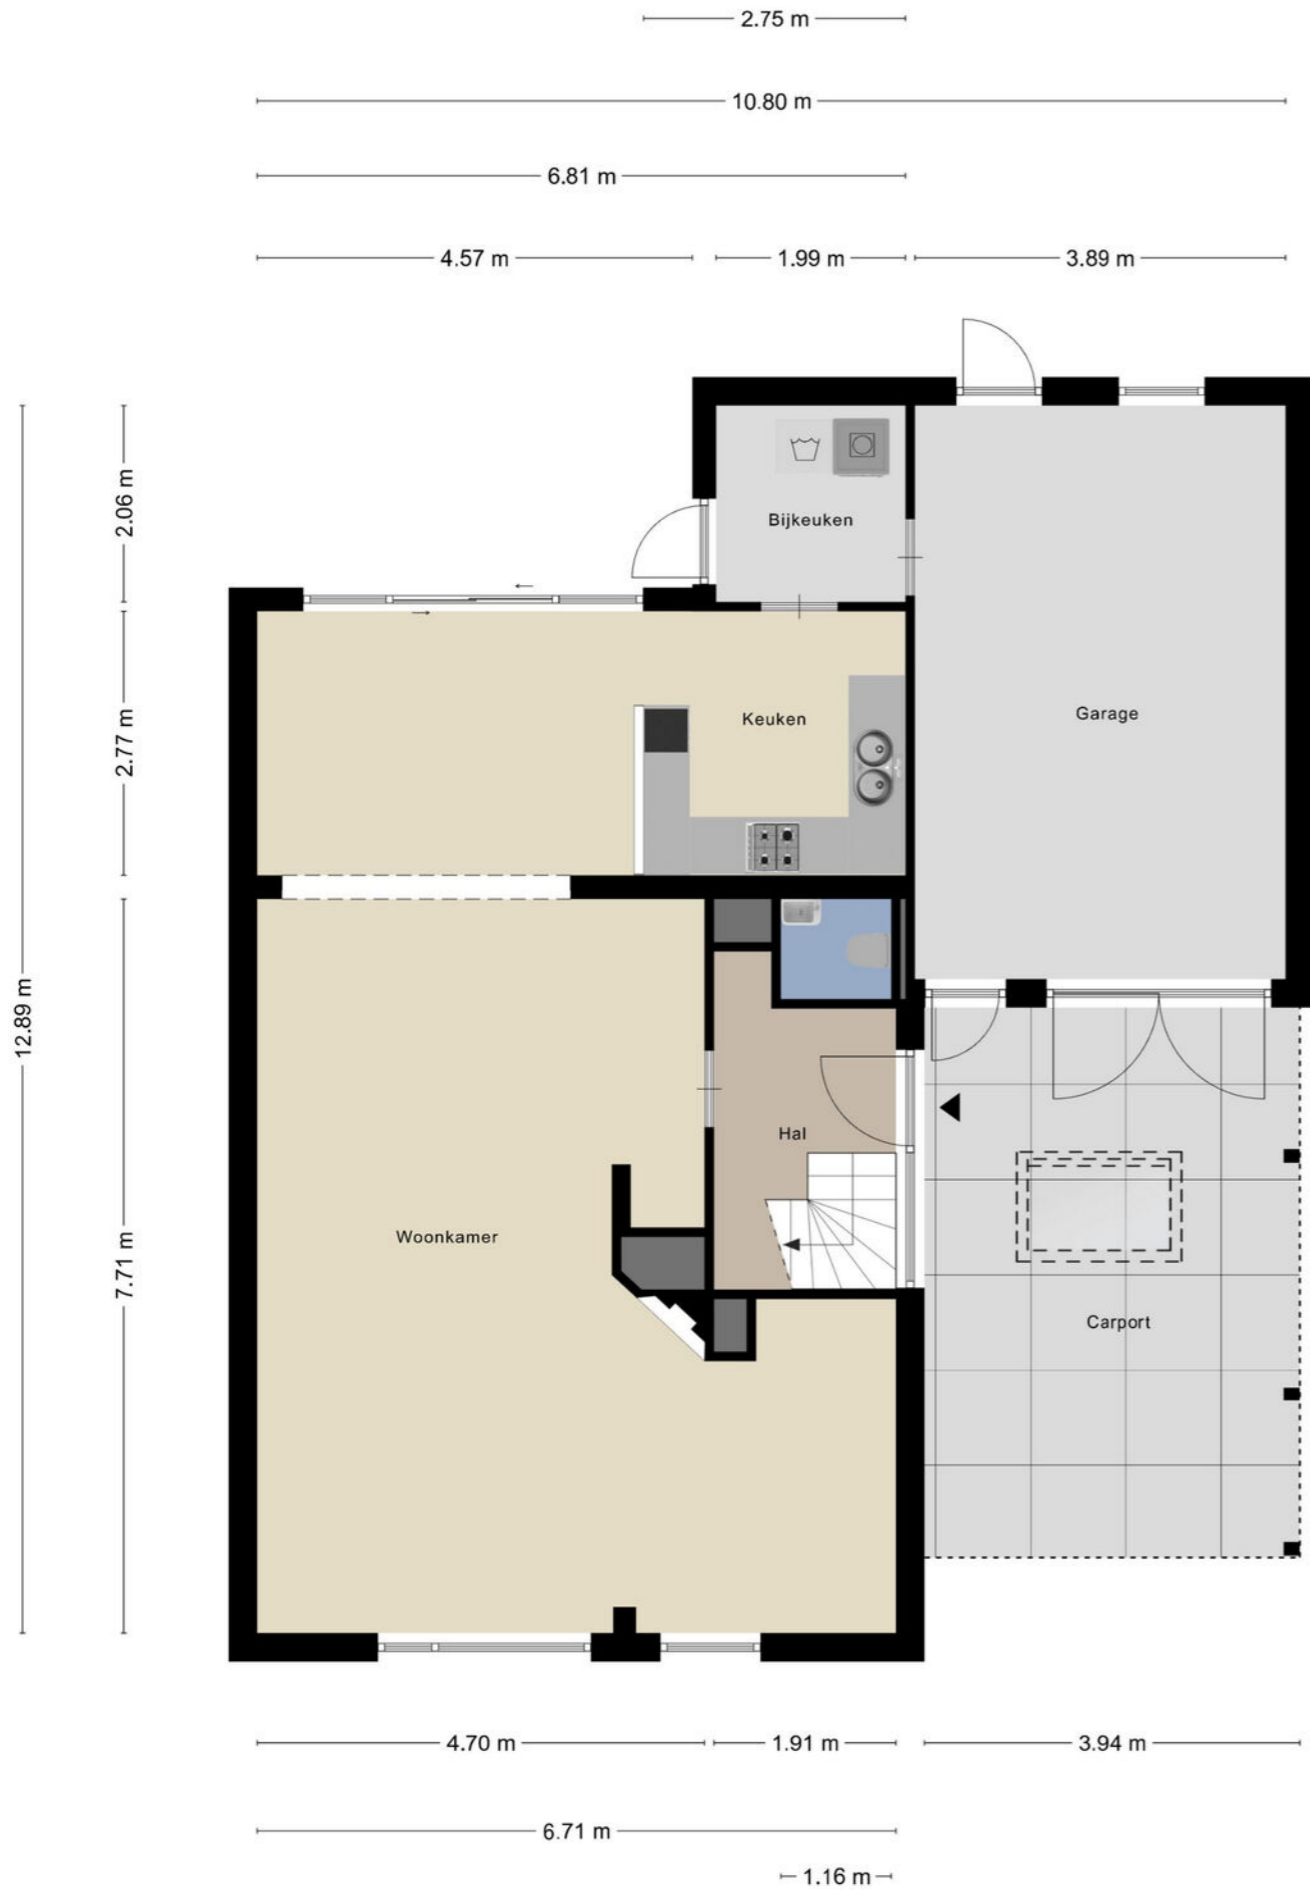 2.75 m
10.80 m
6.81 m
4.57 m
1.99 m
3.89 m
2.06 m
Bijkeuken
2.77 m
Keuken
Garage
12.89 m
7.71 m
Hal
Woonkamer
Carport
4.70 m
1.91 m
3.94 m
6.71 m
1.16 m